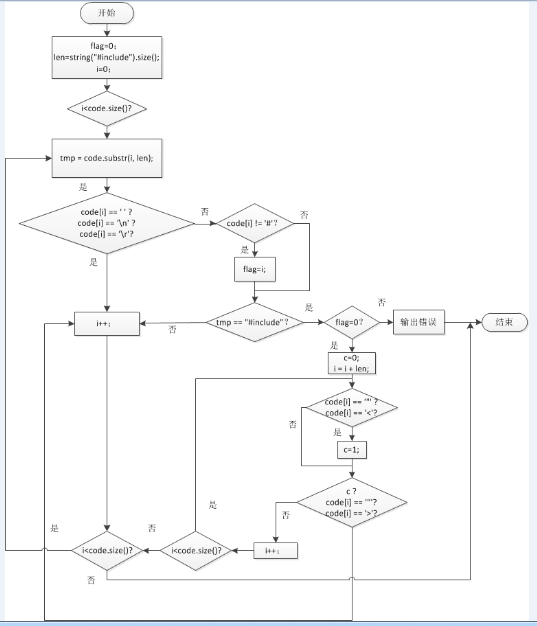 开始
flag=0;
len=string("#include").size();
i=0;
i<code.size()?
tmp = code.substr(i, len);
是
code[i] == ' ' ?
code[i] == '\n' ?
code[i] == '\r'?
否
code[i] != '#'?
否
是
flag=i;
是
i++;
否
tmp == "#include"?
是
flag=0?
否
输出错误
结束
是
c=0;
i = i + len;
code[i] == '"' ?
code[i] == '<'?
否
是
c=1;
c ?
code[i] == '"'?
code[i] == '>'?
是
否
i++;
否
i<code.size()?
是
i<code.size()?
否